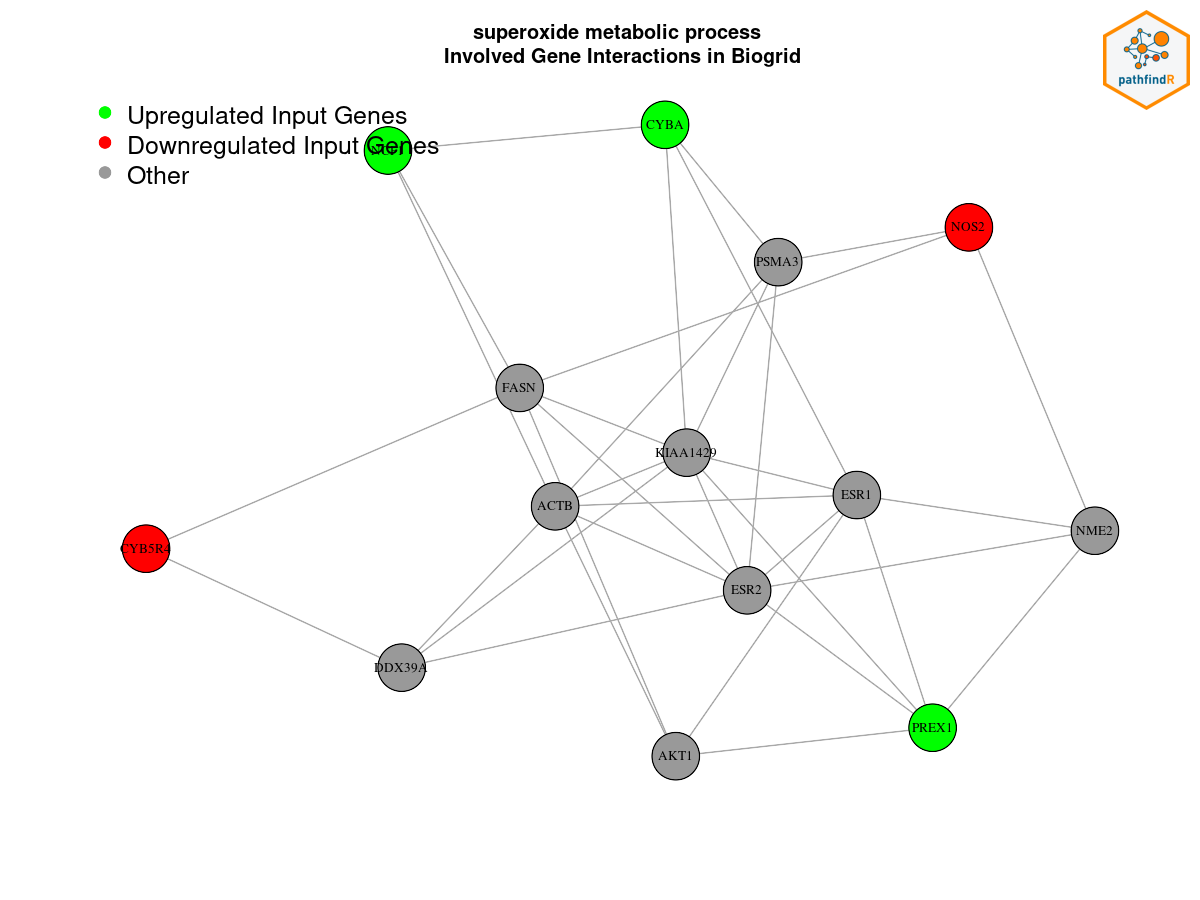 superoxide metabolic process
Involved Gene Interactions in Biogrid
pathfindR
Upregulated Input Genes
Downregulated Input Genes
Other
CYBA
NOS2
PSMA3
FASN
KIAA1429
ESR1
ACTB
NME2
CYB5R4
ESR2
DDX39A
PREX1
AKT1